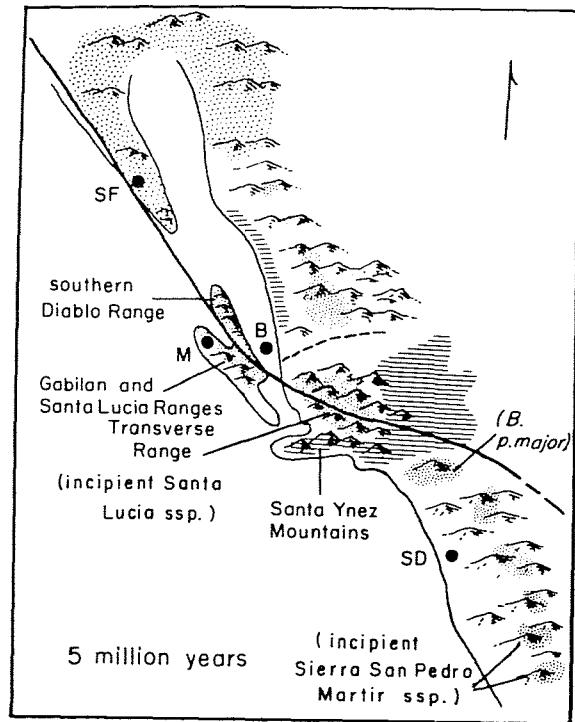 SF
southern
Diablo Range
B
M
Gabilan and
Santa Lucia Ranges
Transverse
Range
(B.
p. major)
(incipient Santa
Lucia ssp.)
Santa Ynez
Mountains
SD
5 million years
(incipient
Sierra San Pedro
Martir ssp.)